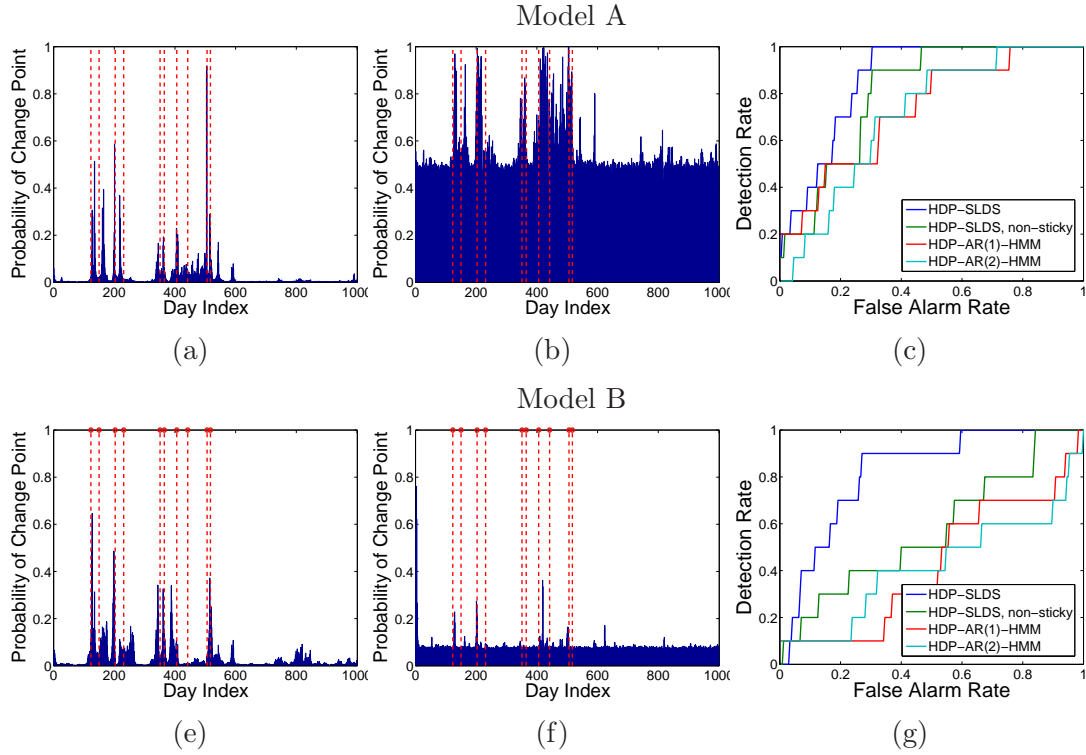 Model A
Probability of Change Point
1
0.8
0.6
0.4
0.2
0
0 200 400 600 800 1000
Day Index
(a)
Probability of Change Point
1
0.8
0.6
0.4
0.2
0
0 200 400 600 800 1000
Day Index
(b)
Detection Rate
1
0.8
0.6
0.4
0.2
0
0.2 0.4 0.6 0.8 1
False Alarm Rate
HDP-SLDS
HDP-SLDS, non-sticky
HDP-AR(1)-HMM
HDP-AR(2)-HMM
(c)
Model B
Probability of Change Point
1
0.8
0.6
0.4
0.2
0
0 200 400 600 800 1000
Day Index
(e)
Probability of Change Point
1
0.8
0.6
0.4
0.2
0
0 200 400 600 800 1000
Day Index
(f)
Detection Rate
1
0.8
0.6
0.4
0.2
0
0.2 0.4 0.6 0.8 1
False Alarm Rate
HDP-SLDS
HDP-SLDS, non-sticky
HDP-AR(1)-HMM
HDP-AR(2)-HMM
(g)